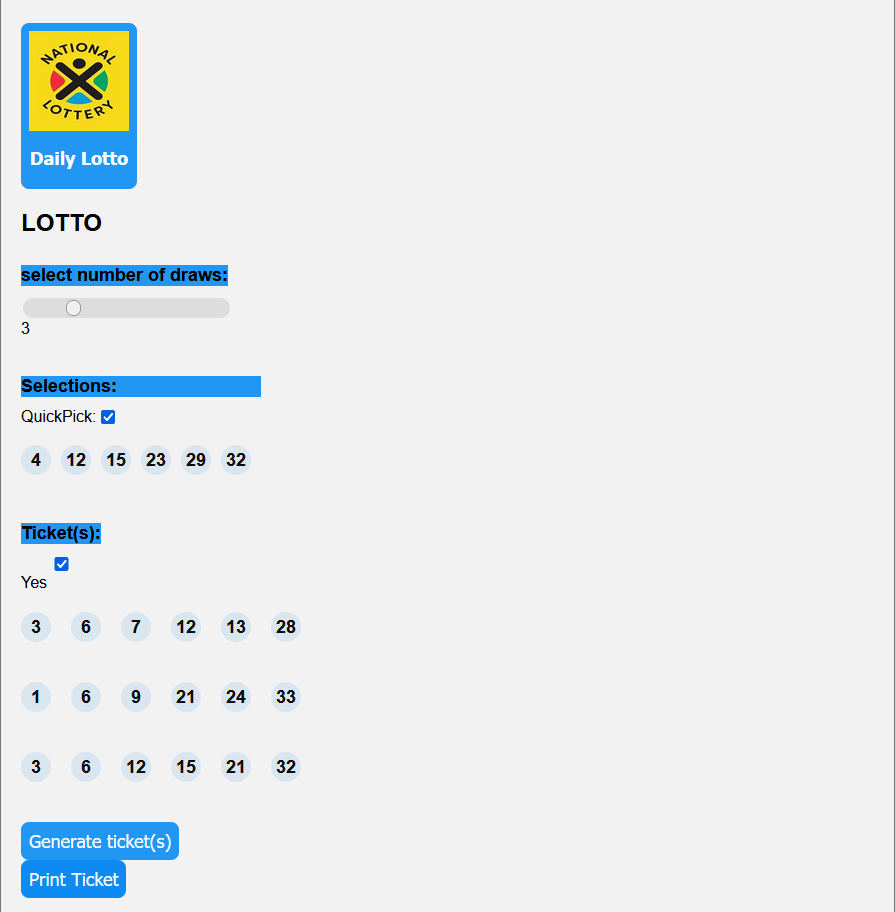 NATIONAL
LOTTERY
Daily Lotto
LOTTO
select number of draws:
3
Selections:
QuickPick:
4 12 15 23 29 32
Ticket(s):
Yes
3 6 7 12 13 28
1 6 9 21 24 33
3 6 12 15 21 32
Generate ticket(s)
Print Ticket